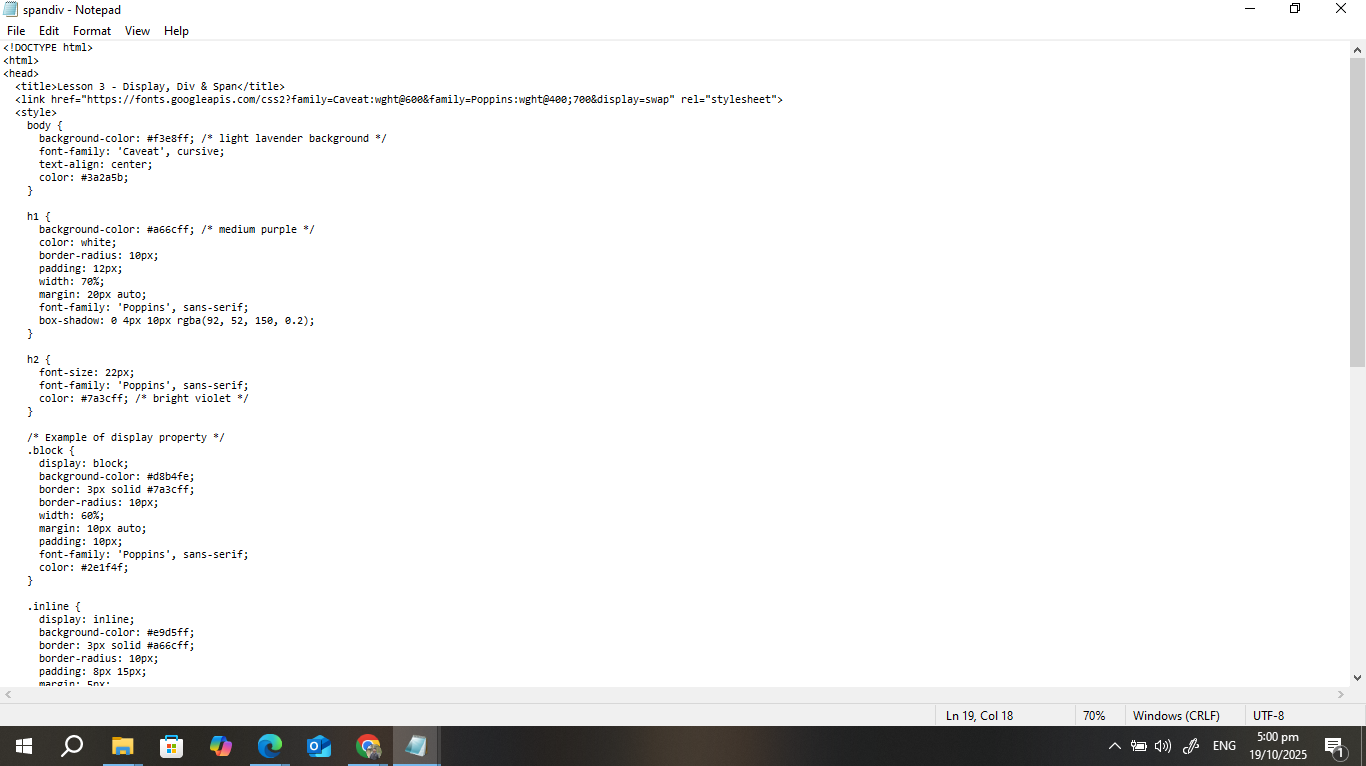 spandiv - Notepad
File Edit Format View Help
<!DOCTYPE html>
<html>
<head>
  <title>Lesson 3 - Display, Div & Span</title>
  <link href="https://fonts.googleapis.com/css2?family=Caveat:wght@600&family=Poppins:wght@400;700&display=swap" rel="stylesheet">
  <style>
    body {
      background-color: #f3e8ff; /* light lavender background */
      font-family: 'Caveat', cursive;
      text-align: center;
      color: #3a2a5b;
    }

    h1 {
      background-color: #a66cff; /* medium purple */
      color: white;
      border-radius: 10px;
      padding: 12px;
      width: 70%;
      margin: 20px auto;
      font-family: 'Poppins', sans-serif;
      box-shadow: 0 4px 10px rgba(92, 52, 150, 0.2);
    }

    h2 {
      font-size: 22px;
      font-family: 'Poppins', sans-serif;
      color: #7a3cff; /* bright violet */
    }

    /* Example of display property */
    .block {
      display: block;
      background-color: #d8b4fe;
      border: 3px solid #7a3cff;
      border-radius: 10px;
      width: 60%;
      margin: 10px auto;
      padding: 10px;
      font-family: 'Poppins', sans-serif;
      color: #2e1f4f;
    }

    .inline {
      display: inline;
      background-color: #e9d5ff;
      border: 3px solid #a66cff;
      border-radius: 10px;
      padding: 8px 15px;
      margin: 5px;
Ln 19, Col 18 70% Windows (CRLF) UTF-8
ENG 5:00 pm
19/10/2025 1